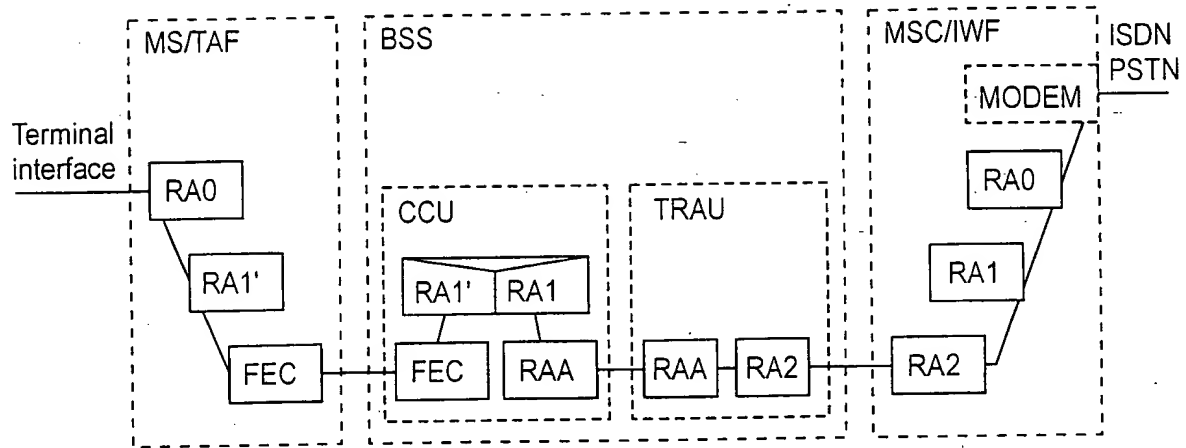 MS/TAF
BSS
MSC/IWF
ISDN
PSTN
MODEM
Terminal
interface
RA0
RA0
CCU
TRAU
RA1'
RA1'
RA1
RA1
FEC
FEC
RAA
RAA
RA2
RA2